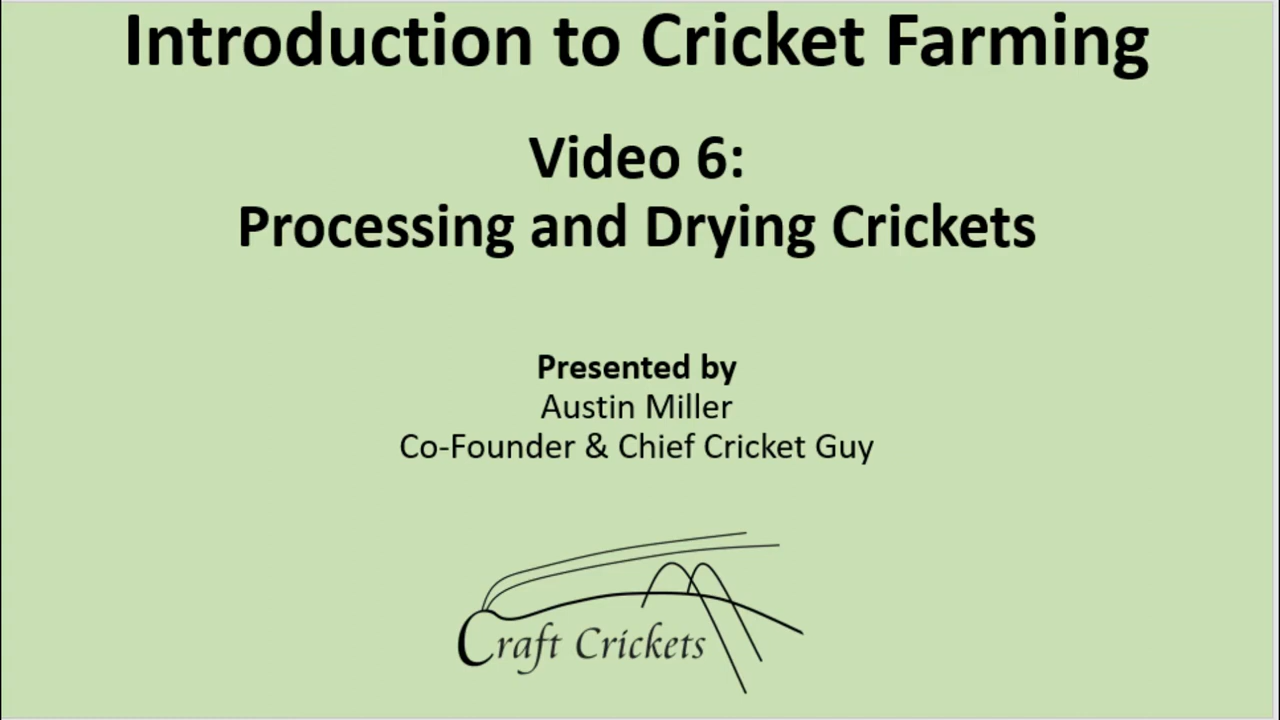 Introduction to Cricket Farming
Video 6:
Processing and Drying Crickets
Presented by
Austin Miller
Co-Founder & Chief Cricket Guy
Craft Crickets